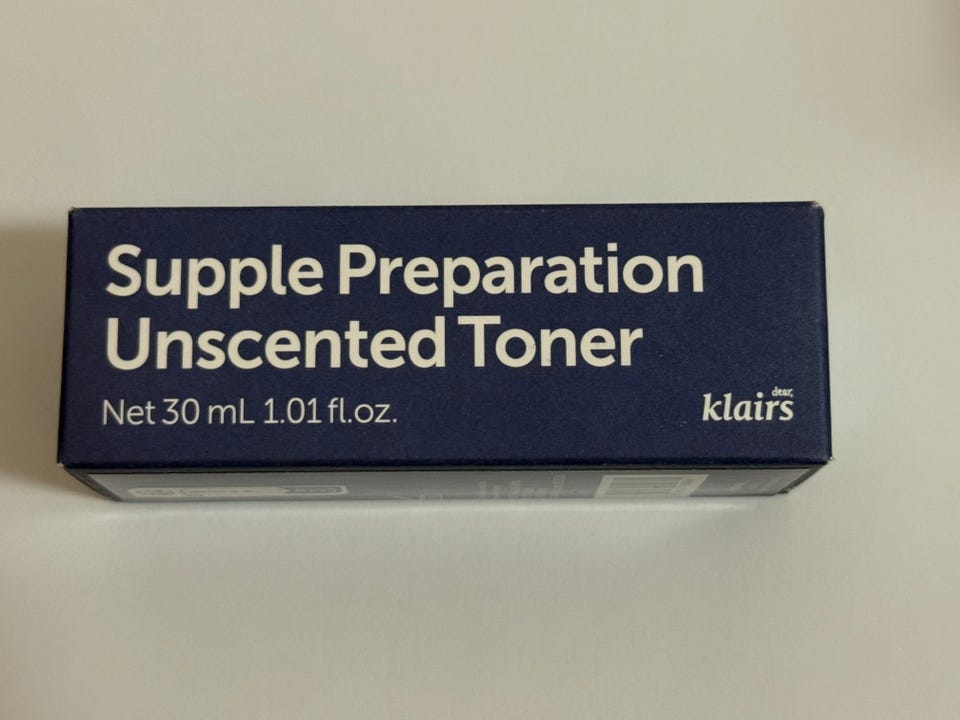 Supple Preparation
Unscented Toner
Net 30 mL 1.01 fl.oz.
dear,
klairs